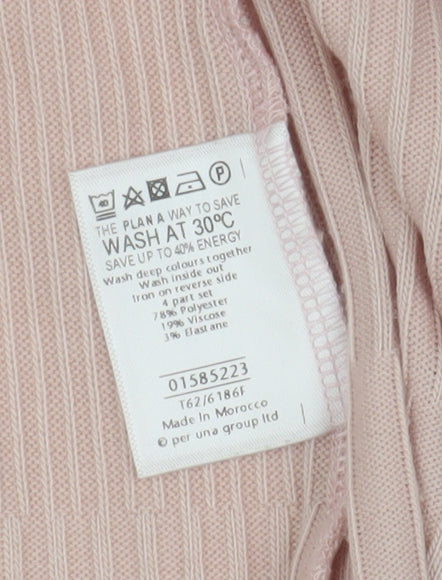 40 P
THE PLAN A WAY TO SAVE
WASH AT 30ºC
SAVE UP TO 40% ENERGY
Wash deep colours together
Wash inside out
Iron on reverse side
4 part set
78% Polyester
19% Viscose
3% Elastane
01585223
T62/6186F
Made In Morocco
© per una group ltd